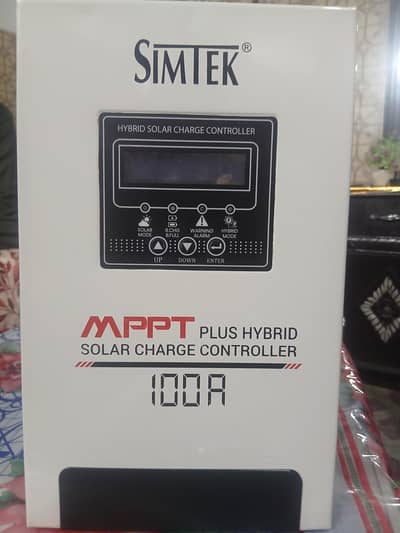 SIMTEK®
HYBRID SOLAR CHARGE CONTROLLER
SOLAR MODE
B.CHG B.FULL
WARNING ALARM
HYBRID MODE
UP DOWN ENTER
MPPT PLUS HYBRID
SOLAR CHARGE CONTROLLER
100A